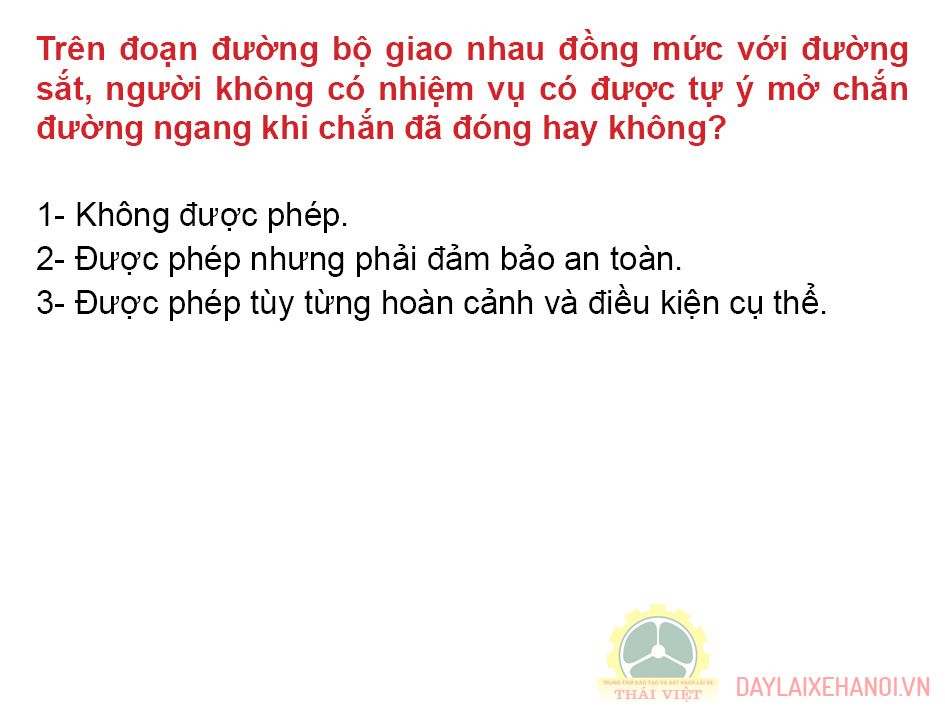 Trên đoạn đường bộ giao nhau đồng mức với đường
sắt, người không có nhiệm vụ có được tự ý mở chắn
đường ngang khi chắn đã đóng hay không?
1- Không được phép.
2- Được phép nhưng phải đảm bảo an toàn.
3- Được phép tùy từng hoàn cảnh và điều kiện cụ thể.
TRUNG TÂM ĐÀO TẠO VÀ SÁT HẠCH LÁI XE
THÁI VIỆT
DAYLAIXEHANOI.VN